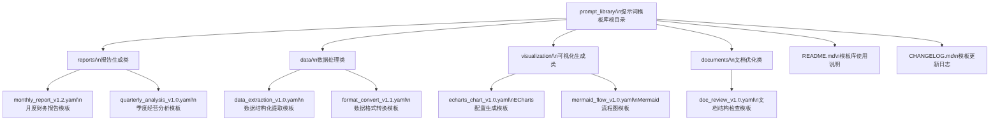 prompt_library/\n提示词模
板库根目录
reports/\n报告生成类
data/\n数据处理类
visualization/\n可视化生成
类
documents/\n文档优化类
README.md\n模板库使用
说明
CHANGELOG.md\n模板更
新日志
monthly_report_v1.2.yaml\n
月度财务报告模板
quarterly_analysis_v1.0.yaml\n
季度经营分析模板
data_extraction_v1.0.yaml\n
数据结构化提取模板
format_convert_v1.1.yaml\n
数据格式转换模板
echarts_chart_v1.0.yaml\nECharts
配置生成模板
mermaid_flow_v1.0.yaml\nMermaid
流程图模板
doc_review_v1.0.yaml\n文
档结构检查模板